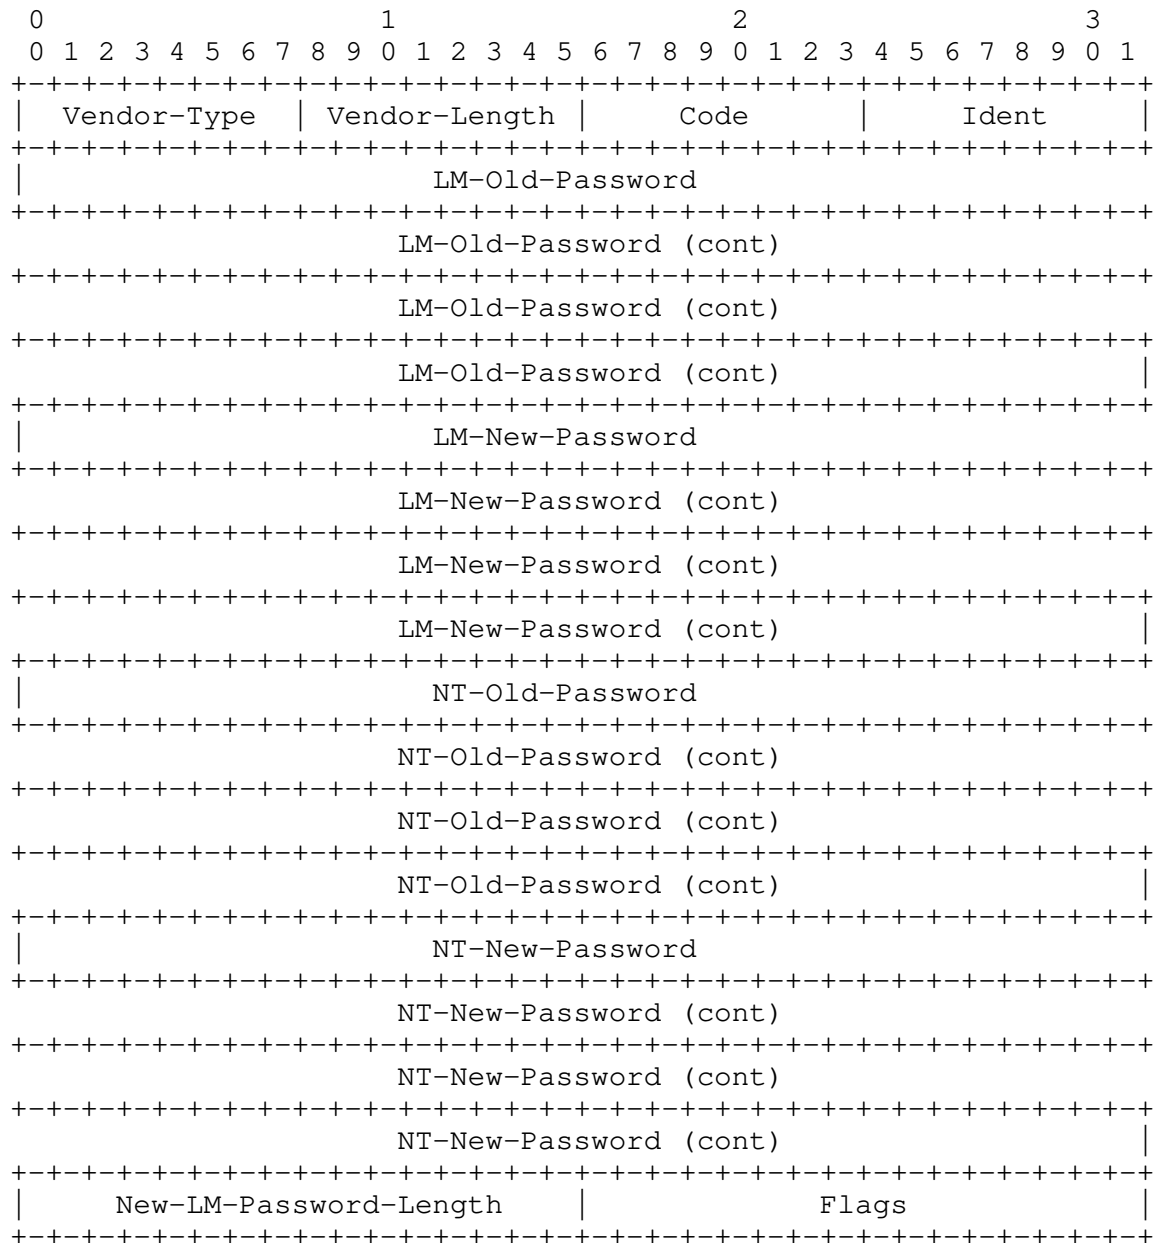 0                   1                   2                   3
 0 1 2 3 4 5 6 7 8 9 0 1 2 3 4 5 6 7 8 9 0 1 2 3 4 5 6 7 8 9 0 1
+-+-+-+-+-+-+-+-+-+-+-+-+-+-+-+-+-+-+-+-+-+-+-+-+-+-+-+-+-+-+-+-+
|  Vendor-Type  | Vendor-Length |     Code      |     Ident     |
+-+-+-+-+-+-+-+-+-+-+-+-+-+-+-+-+-+-+-+-+-+-+-+-+-+-+-+-+-+-+-+-+
|                       LM-Old-Password
+-+-+-+-+-+-+-+-+-+-+-+-+-+-+-+-+-+-+-+-+-+-+-+-+-+-+-+-+-+-+-+-+
                      LM-Old-Password (cont)
+-+-+-+-+-+-+-+-+-+-+-+-+-+-+-+-+-+-+-+-+-+-+-+-+-+-+-+-+-+-+-+-+
                      LM-Old-Password (cont)
+-+-+-+-+-+-+-+-+-+-+-+-+-+-+-+-+-+-+-+-+-+-+-+-+-+-+-+-+-+-+-+-+
                      LM-Old-Password (cont)                    |
+-+-+-+-+-+-+-+-+-+-+-+-+-+-+-+-+-+-+-+-+-+-+-+-+-+-+-+-+-+-+-+-+
|                       LM-New-Password
+-+-+-+-+-+-+-+-+-+-+-+-+-+-+-+-+-+-+-+-+-+-+-+-+-+-+-+-+-+-+-+-+
                      LM-New-Password (cont)
+-+-+-+-+-+-+-+-+-+-+-+-+-+-+-+-+-+-+-+-+-+-+-+-+-+-+-+-+-+-+-+-+
                      LM-New-Password (cont)
+-+-+-+-+-+-+-+-+-+-+-+-+-+-+-+-+-+-+-+-+-+-+-+-+-+-+-+-+-+-+-+-+
                      LM-New-Password (cont)                    |
+-+-+-+-+-+-+-+-+-+-+-+-+-+-+-+-+-+-+-+-+-+-+-+-+-+-+-+-+-+-+-+-+
|                       NT-Old-Password
+-+-+-+-+-+-+-+-+-+-+-+-+-+-+-+-+-+-+-+-+-+-+-+-+-+-+-+-+-+-+-+-+
                      NT-Old-Password (cont)
+-+-+-+-+-+-+-+-+-+-+-+-+-+-+-+-+-+-+-+-+-+-+-+-+-+-+-+-+-+-+-+-+
                      NT-Old-Password (cont)
+-+-+-+-+-+-+-+-+-+-+-+-+-+-+-+-+-+-+-+-+-+-+-+-+-+-+-+-+-+-+-+-+
                      NT-Old-Password (cont)                    |
+-+-+-+-+-+-+-+-+-+-+-+-+-+-+-+-+-+-+-+-+-+-+-+-+-+-+-+-+-+-+-+-+
|                       NT-New-Password
+-+-+-+-+-+-+-+-+-+-+-+-+-+-+-+-+-+-+-+-+-+-+-+-+-+-+-+-+-+-+-+-+
                      NT-New-Password (cont)
+-+-+-+-+-+-+-+-+-+-+-+-+-+-+-+-+-+-+-+-+-+-+-+-+-+-+-+-+-+-+-+-+
                      NT-New-Password (cont)
+-+-+-+-+-+-+-+-+-+-+-+-+-+-+-+-+-+-+-+-+-+-+-+-+-+-+-+-+-+-+-+-+
                      NT-New-Password (cont)                    |
+-+-+-+-+-+-+-+-+-+-+-+-+-+-+-+-+-+-+-+-+-+-+-+-+-+-+-+-+-+-+-+-+
|     New-LM-Password-Length    |             Flags             |
+-+-+-+-+-+-+-+-+-+-+-+-+-+-+-+-+-+-+-+-+-+-+-+-+-+-+-+-+-+-+-+-+